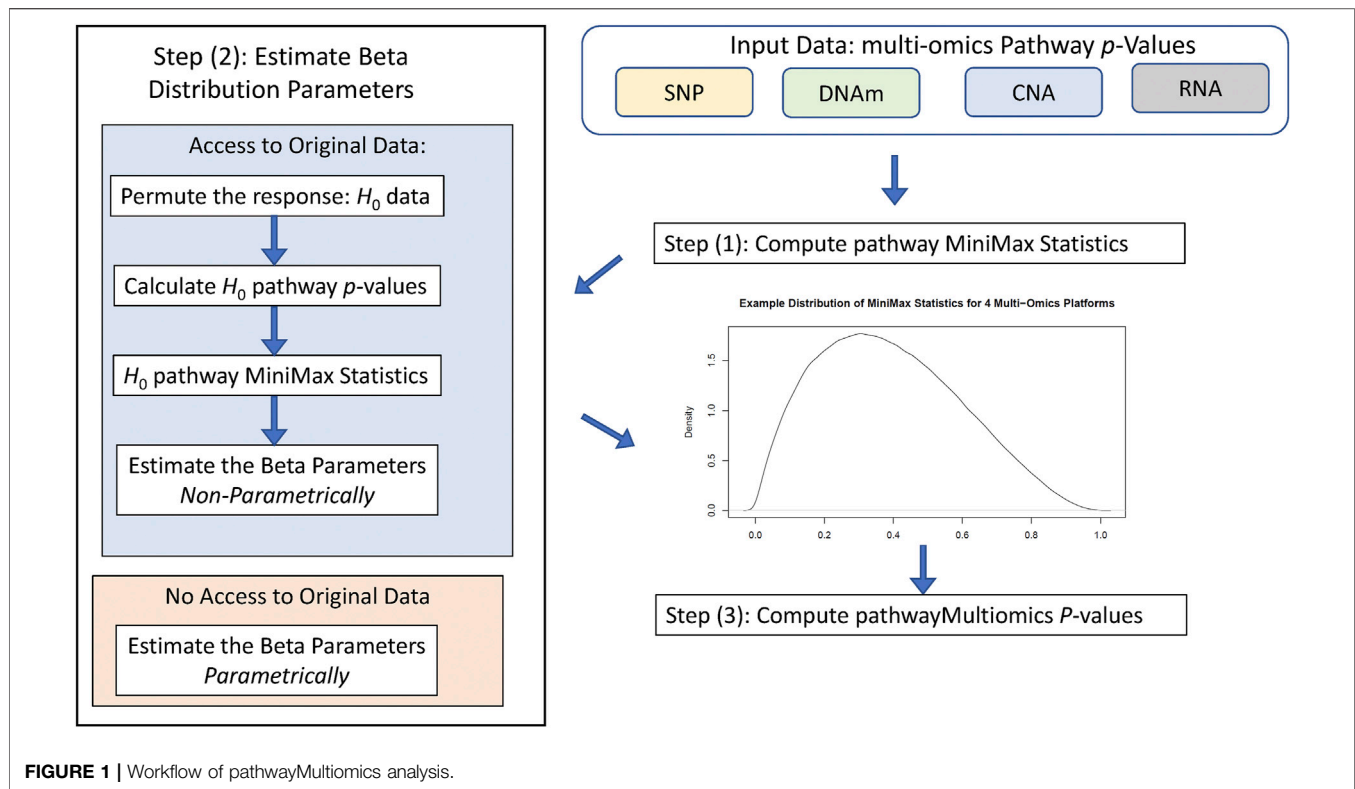 Step (2): Estimate Beta
Distribution Parameters
Access to Original Data:
Permute the response: H0 data
Calculate H0 pathway p-values
H0 pathway MiniMax Statistics
Estimate the Beta Parameters
Non-Parametrically
No Access to Original Data
Estimate the Beta Parameters
Parametrically
Input Data: multi-omics Pathway p-Values
SNP
DNAm
CNA
RNA
Step (1): Compute pathway MiniMax Statistics
Example Distribution of MiniMax Statistics for 4 Multi−Omics Platforms
Density
1.5
1.0
0.5
0.0
0.0 0.2 0.4 0.6 0.8 1.0
Step (3): Compute pathwayMultiomics P-values
FIGURE 1 | Workflow of pathwayMultiomics analysis.